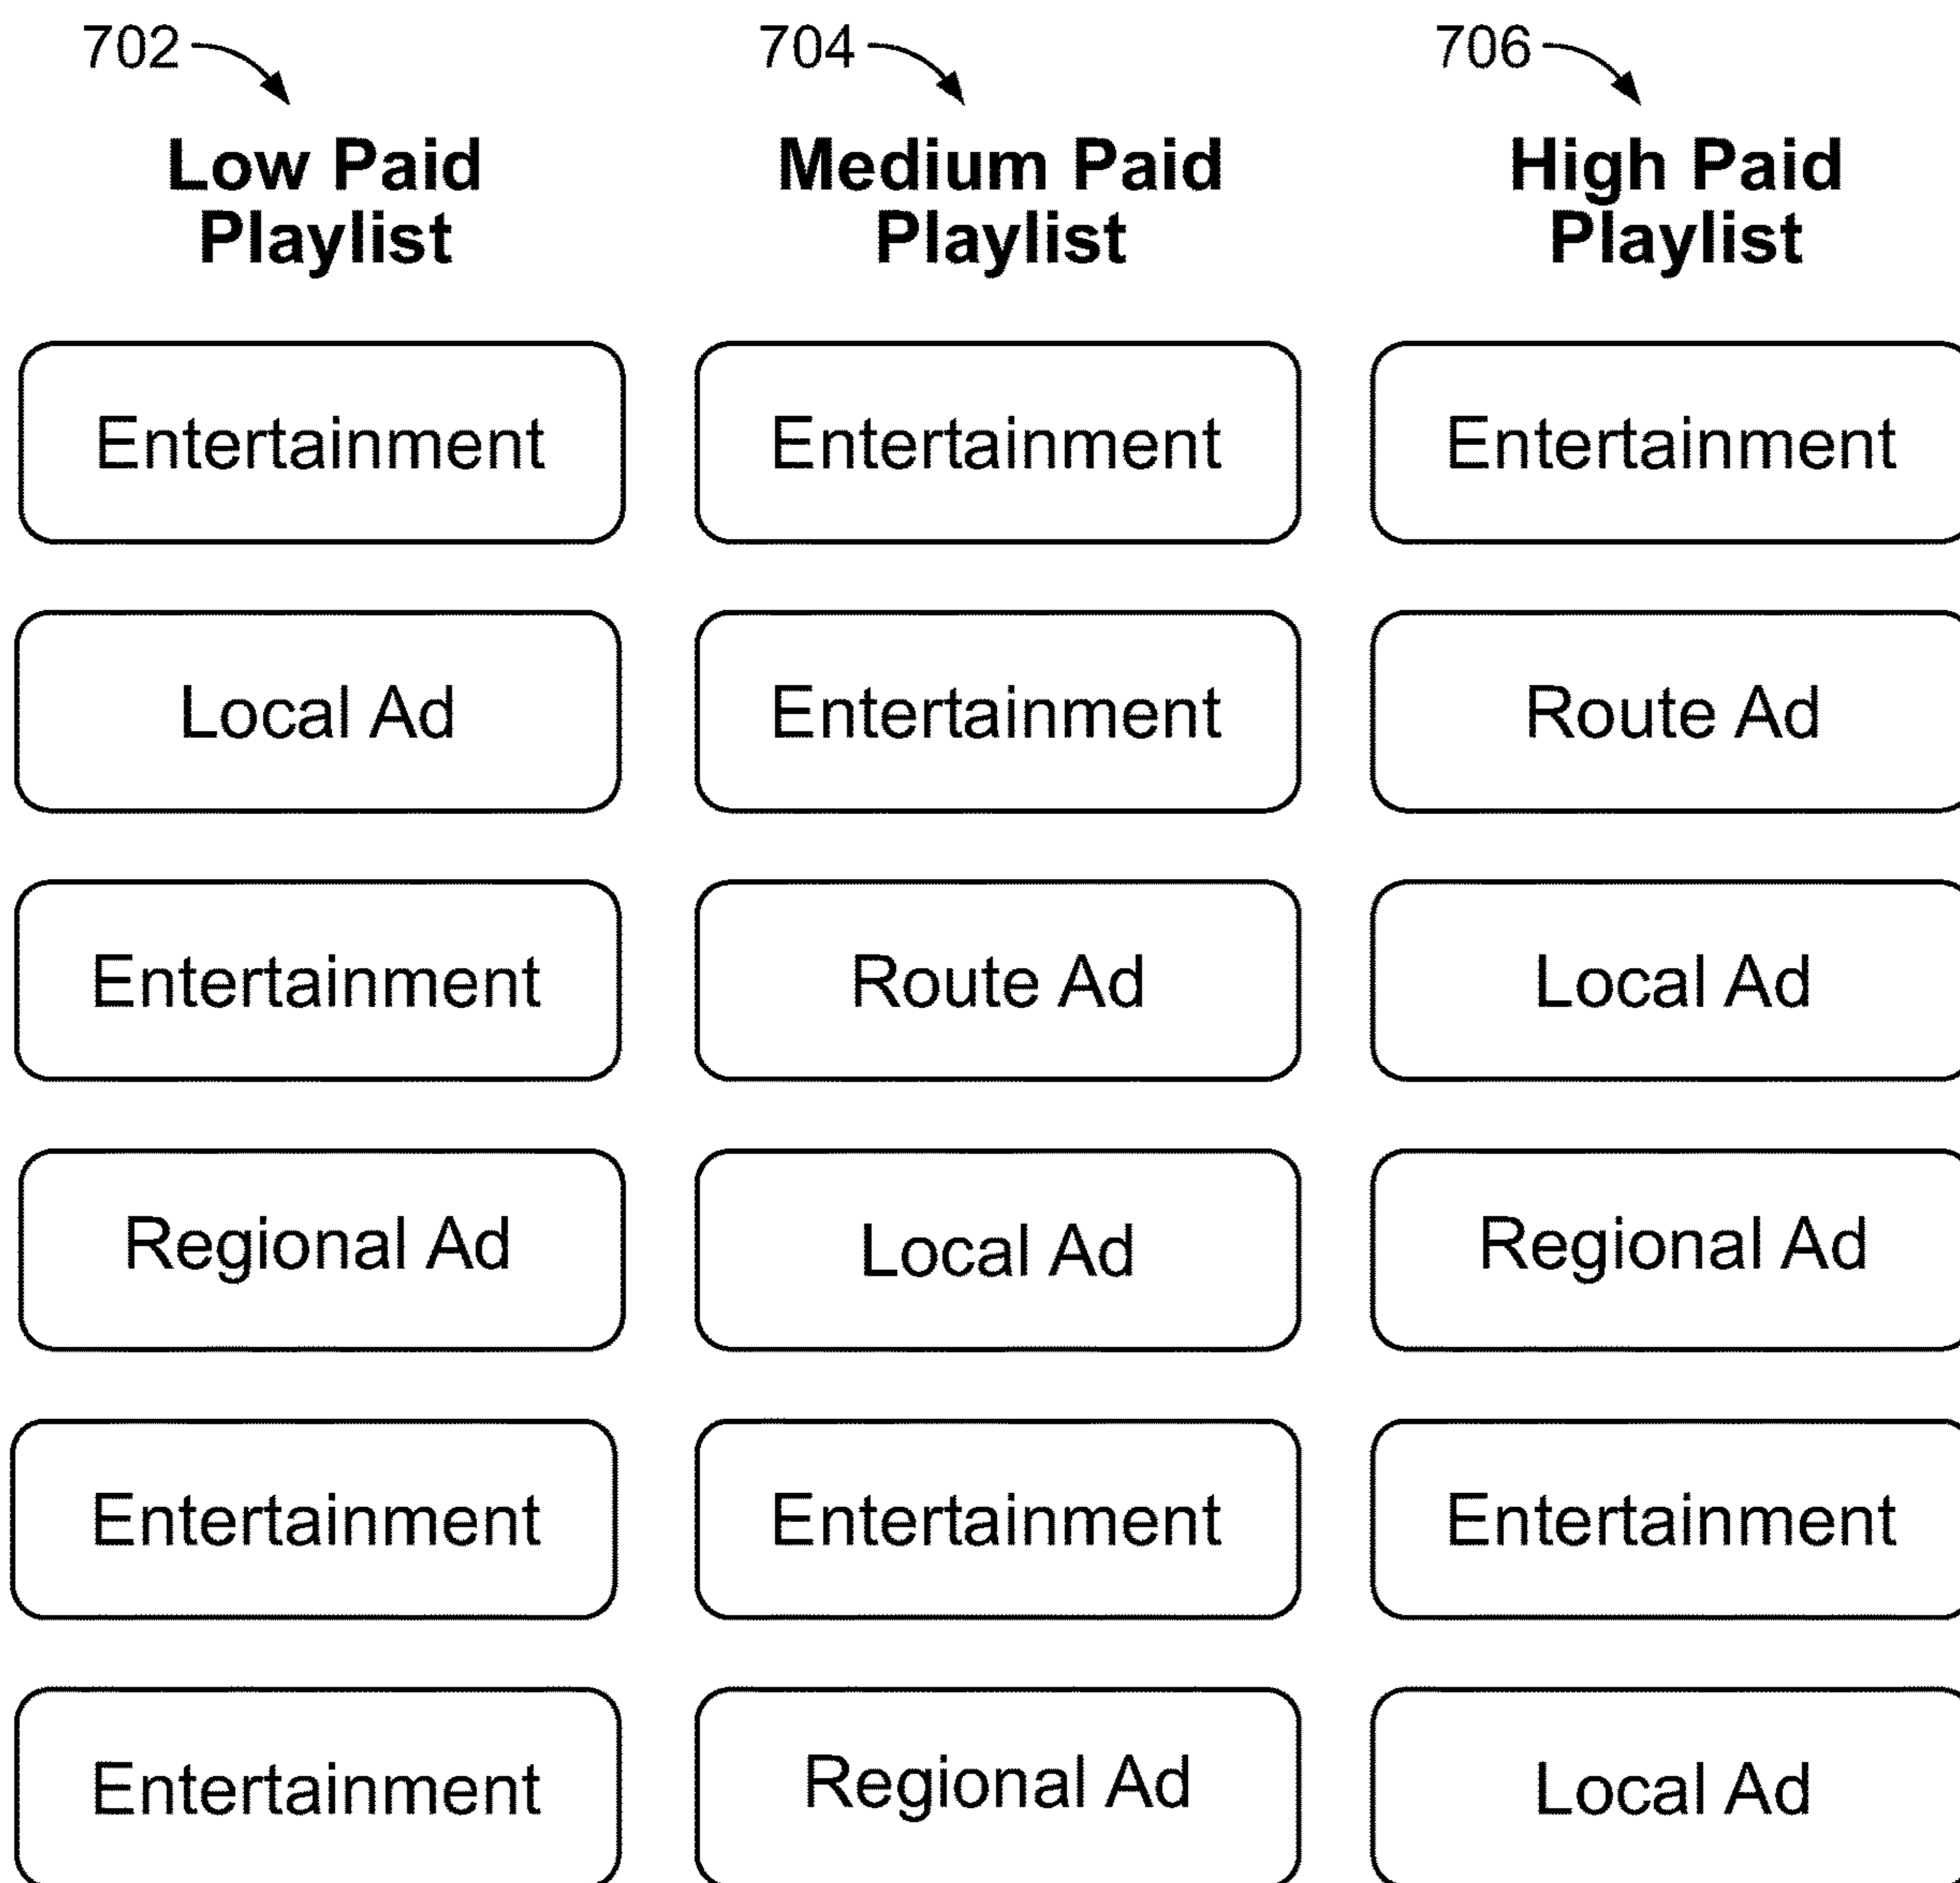 702
704
706
Low Paid
Playlist
Medium Paid
Playlist
High Paid
Playlist
Entertainment
Entertainment
Entertainment
Local Ad
Entertainment
Route Ad
Entertainment
Route Ad
Local Ad
Regional Ad
Local Ad
Regional Ad
Entertainment
Entertainment
Entertainment
Entertainment
Regional Ad
Local Ad